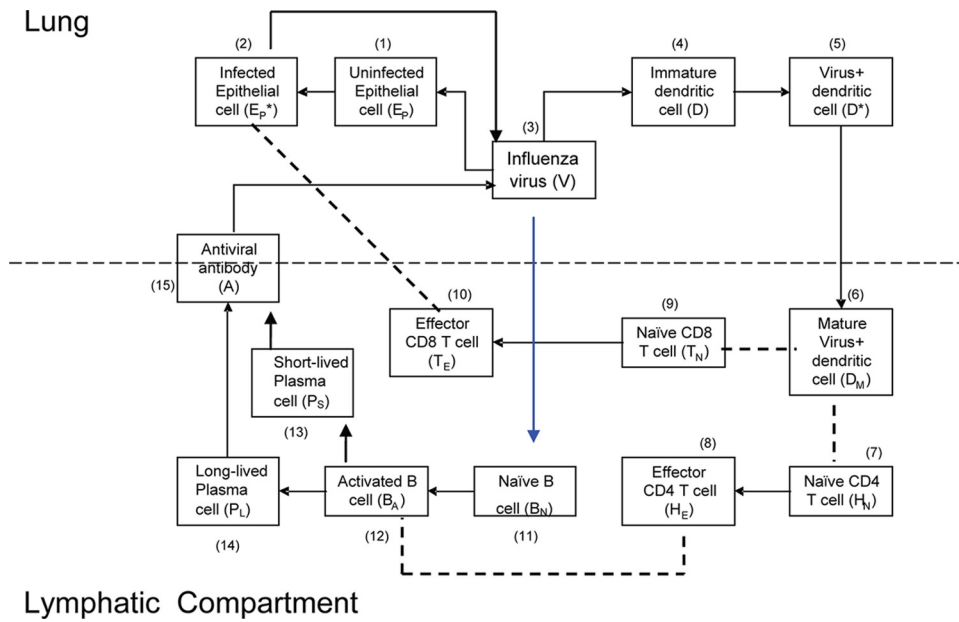 Lung
(2)
Infected
Epithelial
cell (EP*)
(1)
Uninfected
Epithelial
cell (EP)
(3)
Influenza
virus (V)
(4)
Immature
dendritic
cell (D)
(5)
Virus+
dendritic
cell (D*)
Antiviral
antibody
(A)
(15)
(10)
Effector
CD8 T cell
(TE)
(9)
Naïve CD8
T cell (TN)
(6)
Mature
Virus+
dendritic
cell (DM)
Short-lived
Plasma
cell (PS)
(13)
Long-lived
Plasma
cell (PL)
(14)
Activated B
cell (BA)
(12)
Naïve B
cell (BN)
(11)
(8)
Effector
CD4 T cell
(HE)
(7)
Naïve CD4
T cell (HN)
Lymphatic Compartment